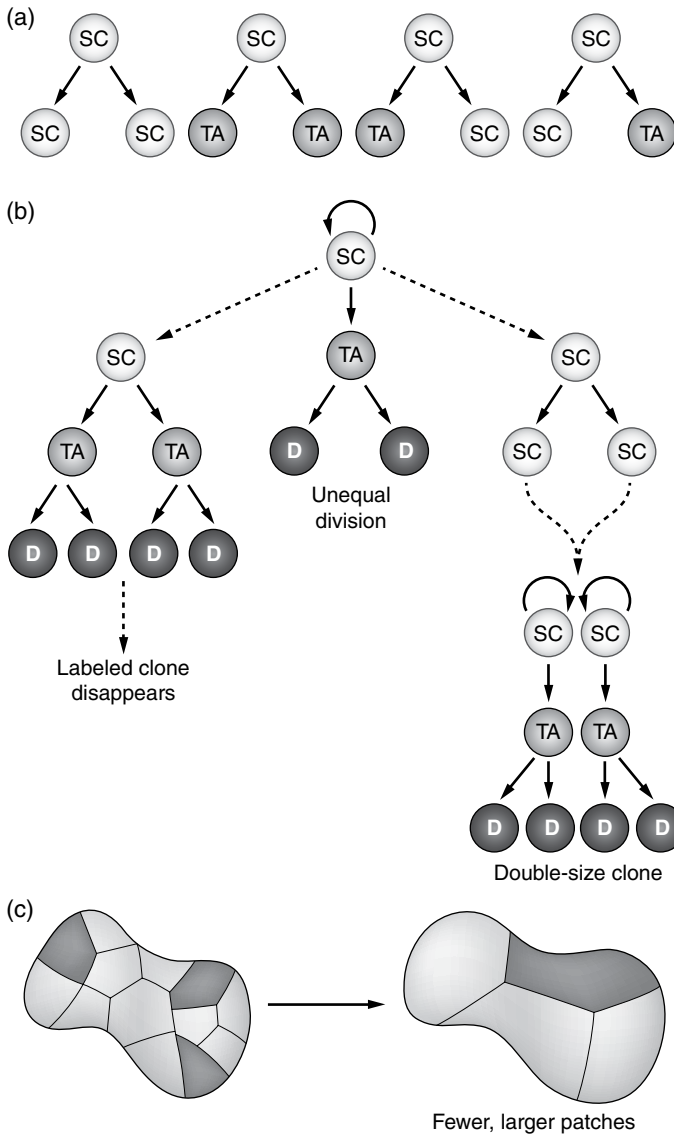 (a)
SC SC SC SC
SC SC TA TA TA SC SC TA
(b)
SC
SC TA SC
TA TA D D SC SC
Unequal
division
D D D D
SC SC
Labeled clone
disappears
TA TA
D D D D
Double-size clone
(c)
Fewer, larger patches